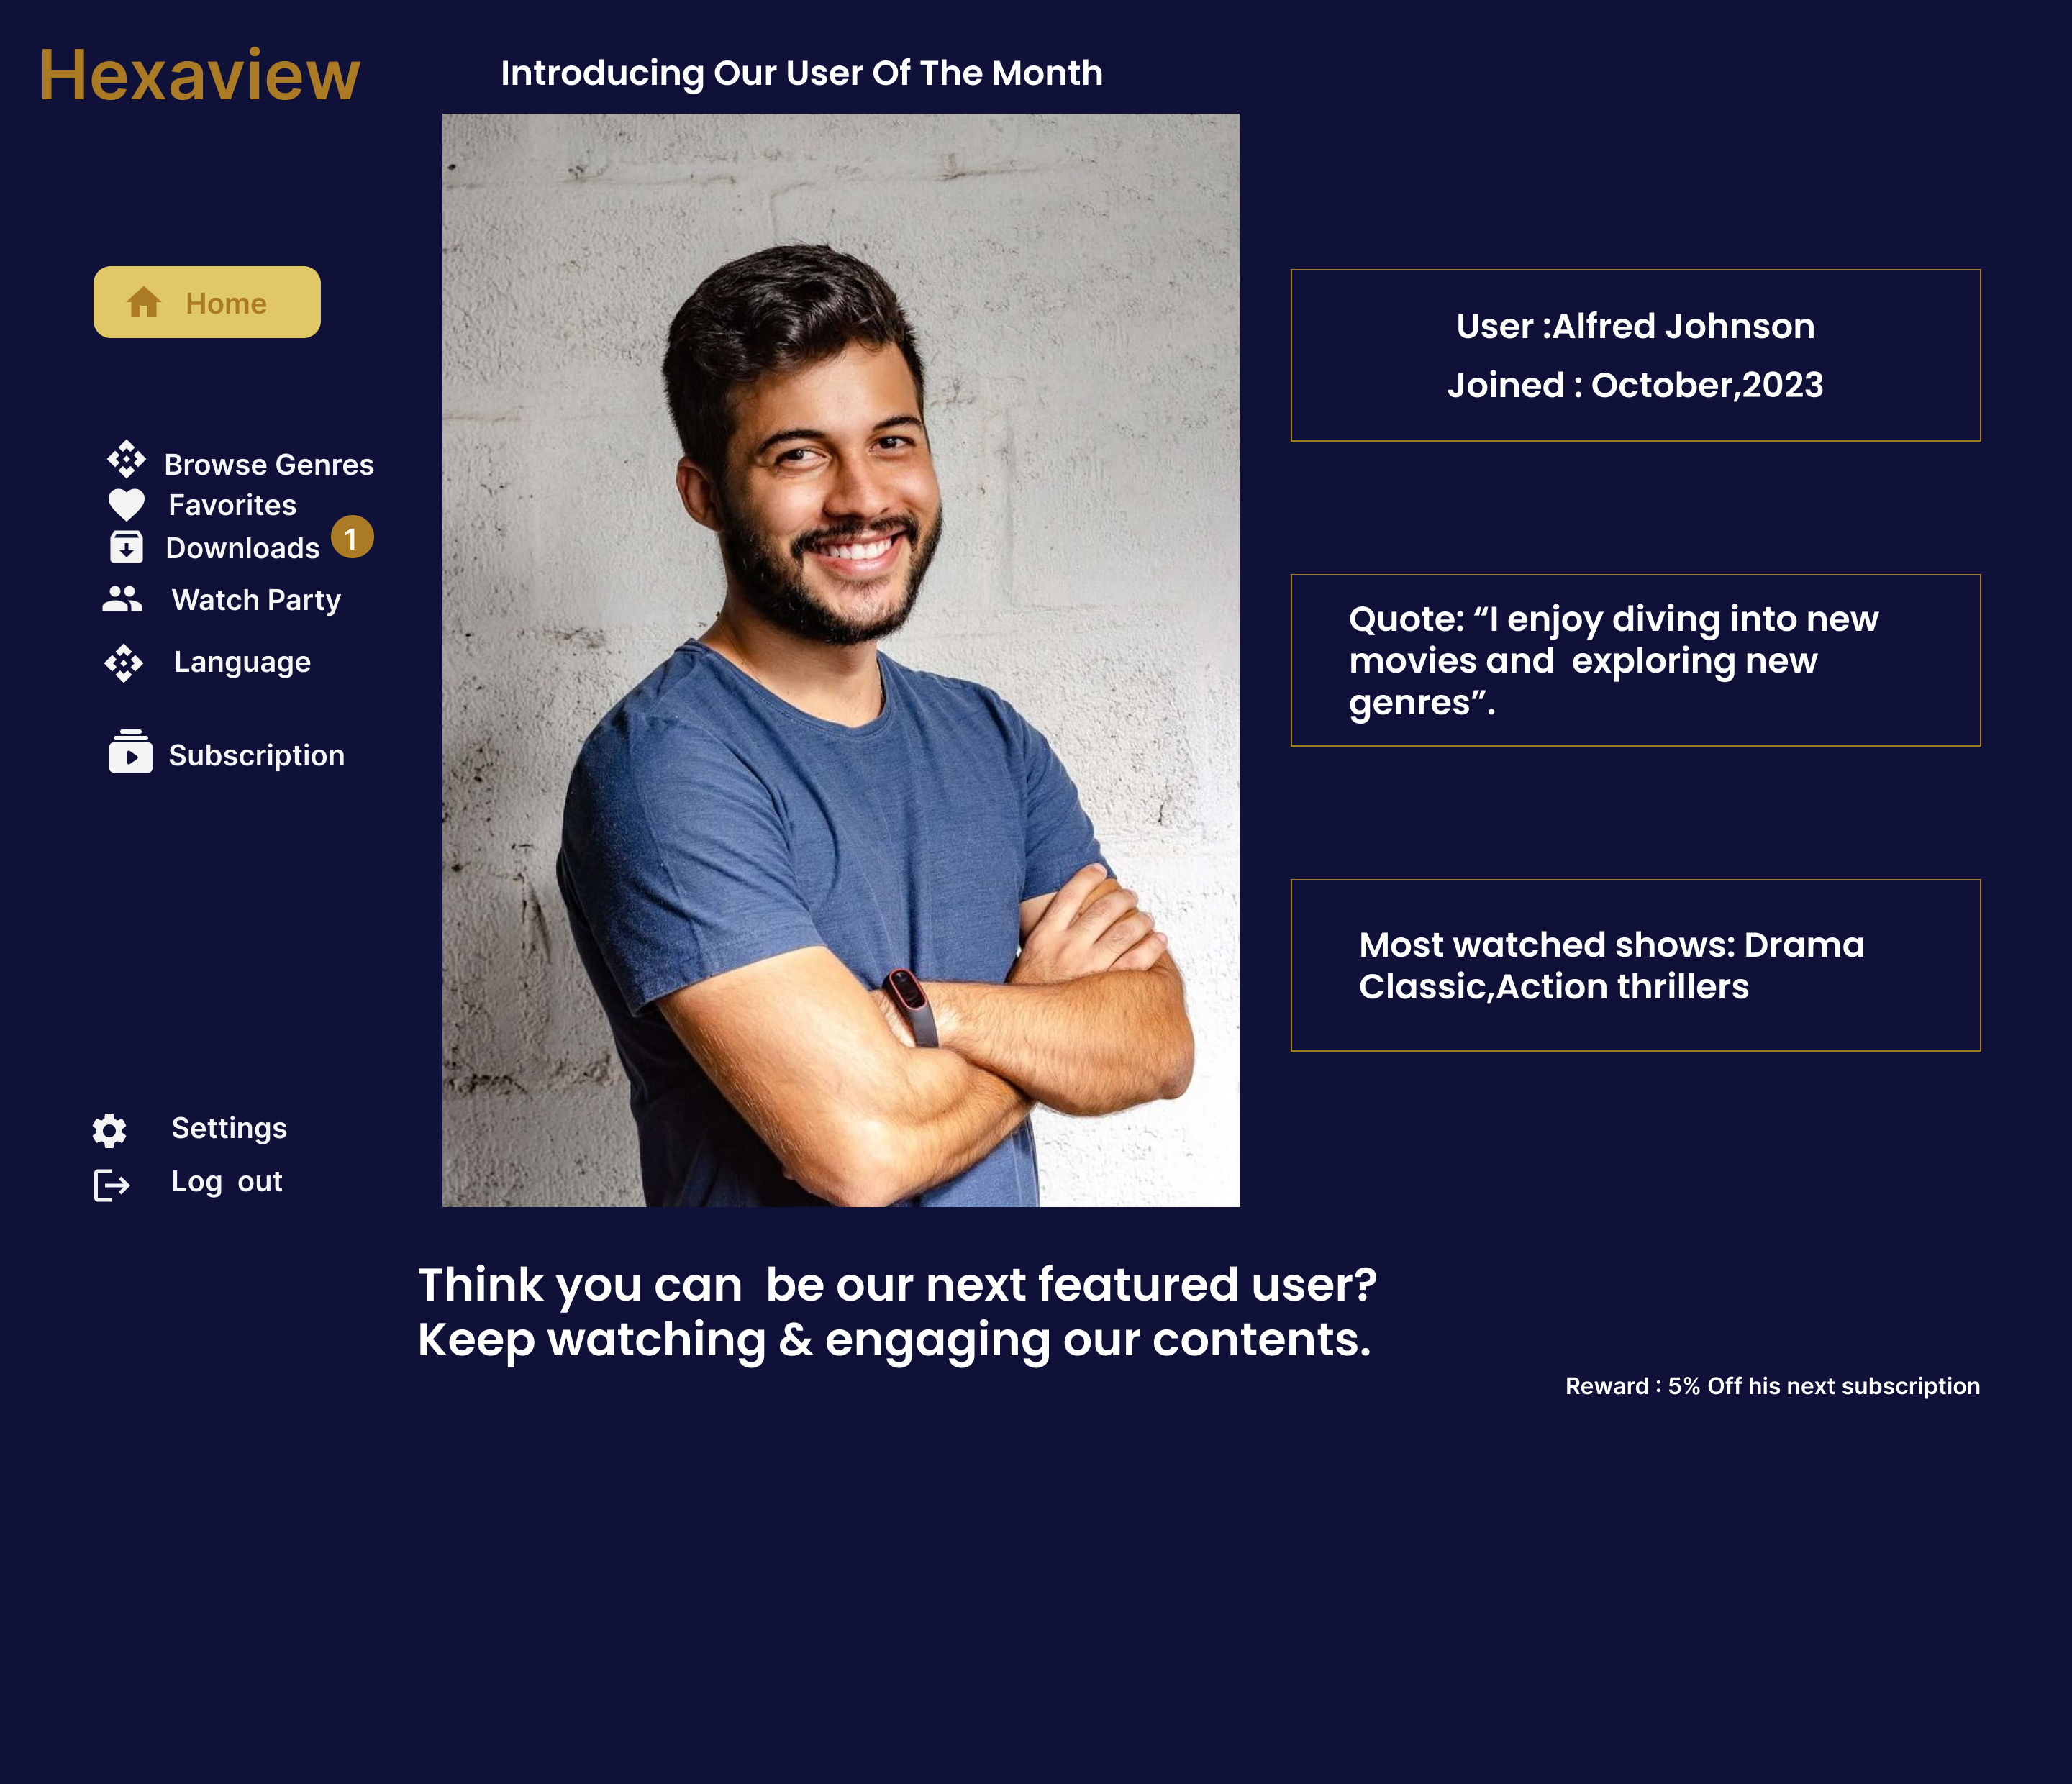 Hexaview
Introducing Our User Of The Month
Home
Browse Genres
Favorites
Downloads 1
Watch Party
Language
Subscription
Settings
Log  out
User :Alfred Johnson
Joined : October,2023
Quote: “I enjoy diving into new
movies and  exploring new
genres”.
Most watched shows: Drama
Classic,Action thrillers
Think you can  be our next featured user?
Keep watching & engaging our contents.
Reward : 5% Off his next subscription